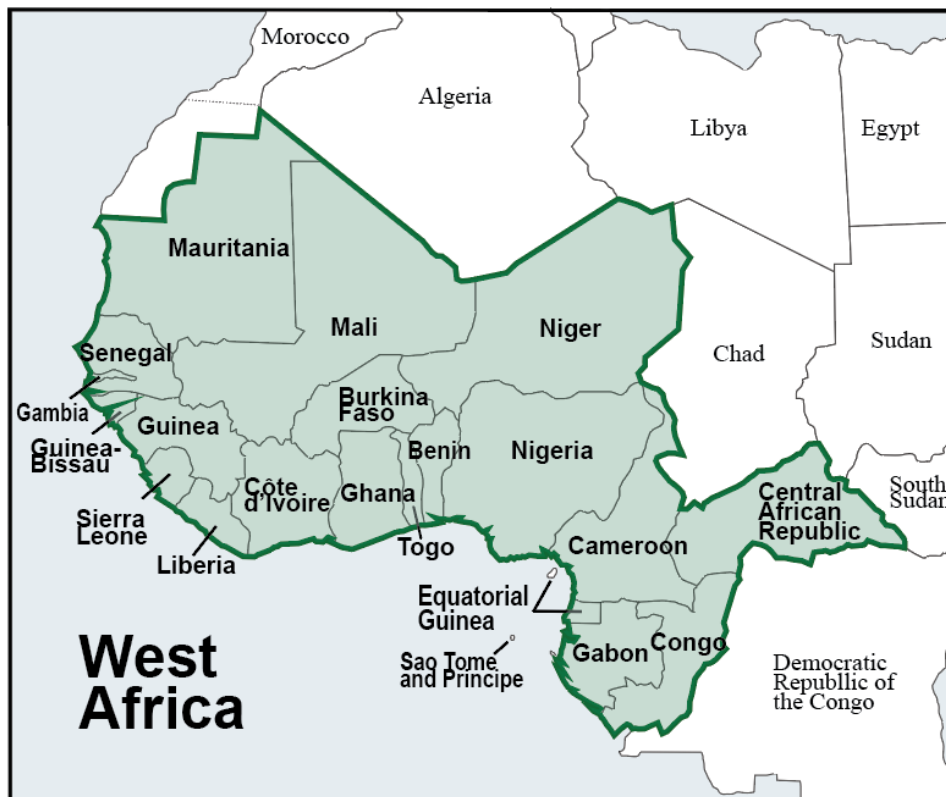 Morocco
Algeria
Libya
Egypt
Mauritania
Mali
Niger
Chad
Sudan
Senegal
Gambia
Guinea-
Bissau
Guinea
Burkina
Faso
Benin
Nigeria
Côte
d'Ivoire
Ghana
Togo
Sierra
Leone
Liberia
Central
African
Republic
South
Sudan
Cameroon
Equatorial
Guinea
Sao Tome
and Principe
Gabon
Congo
Democratic
Republlic of
the Congo
West
Africa